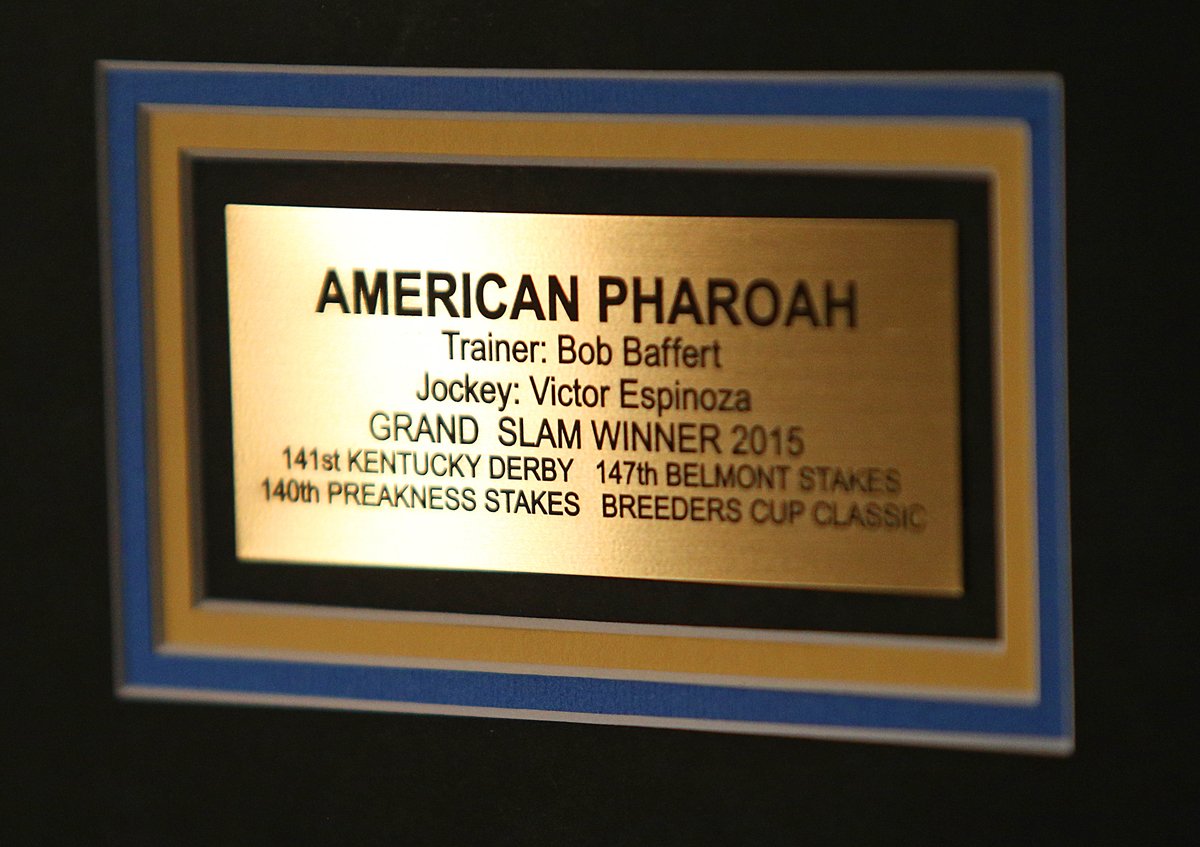 AMERICAN PHAROAH
Trainer: Bob Baffert
Jockey: Victor Espinoza
GRAND SLAM WINNER 2015
141st KENTUCKY DERBY 147th BELMONT STAKES
140th PREAKNESS STAKES BREEDERS CUP CLASSIC